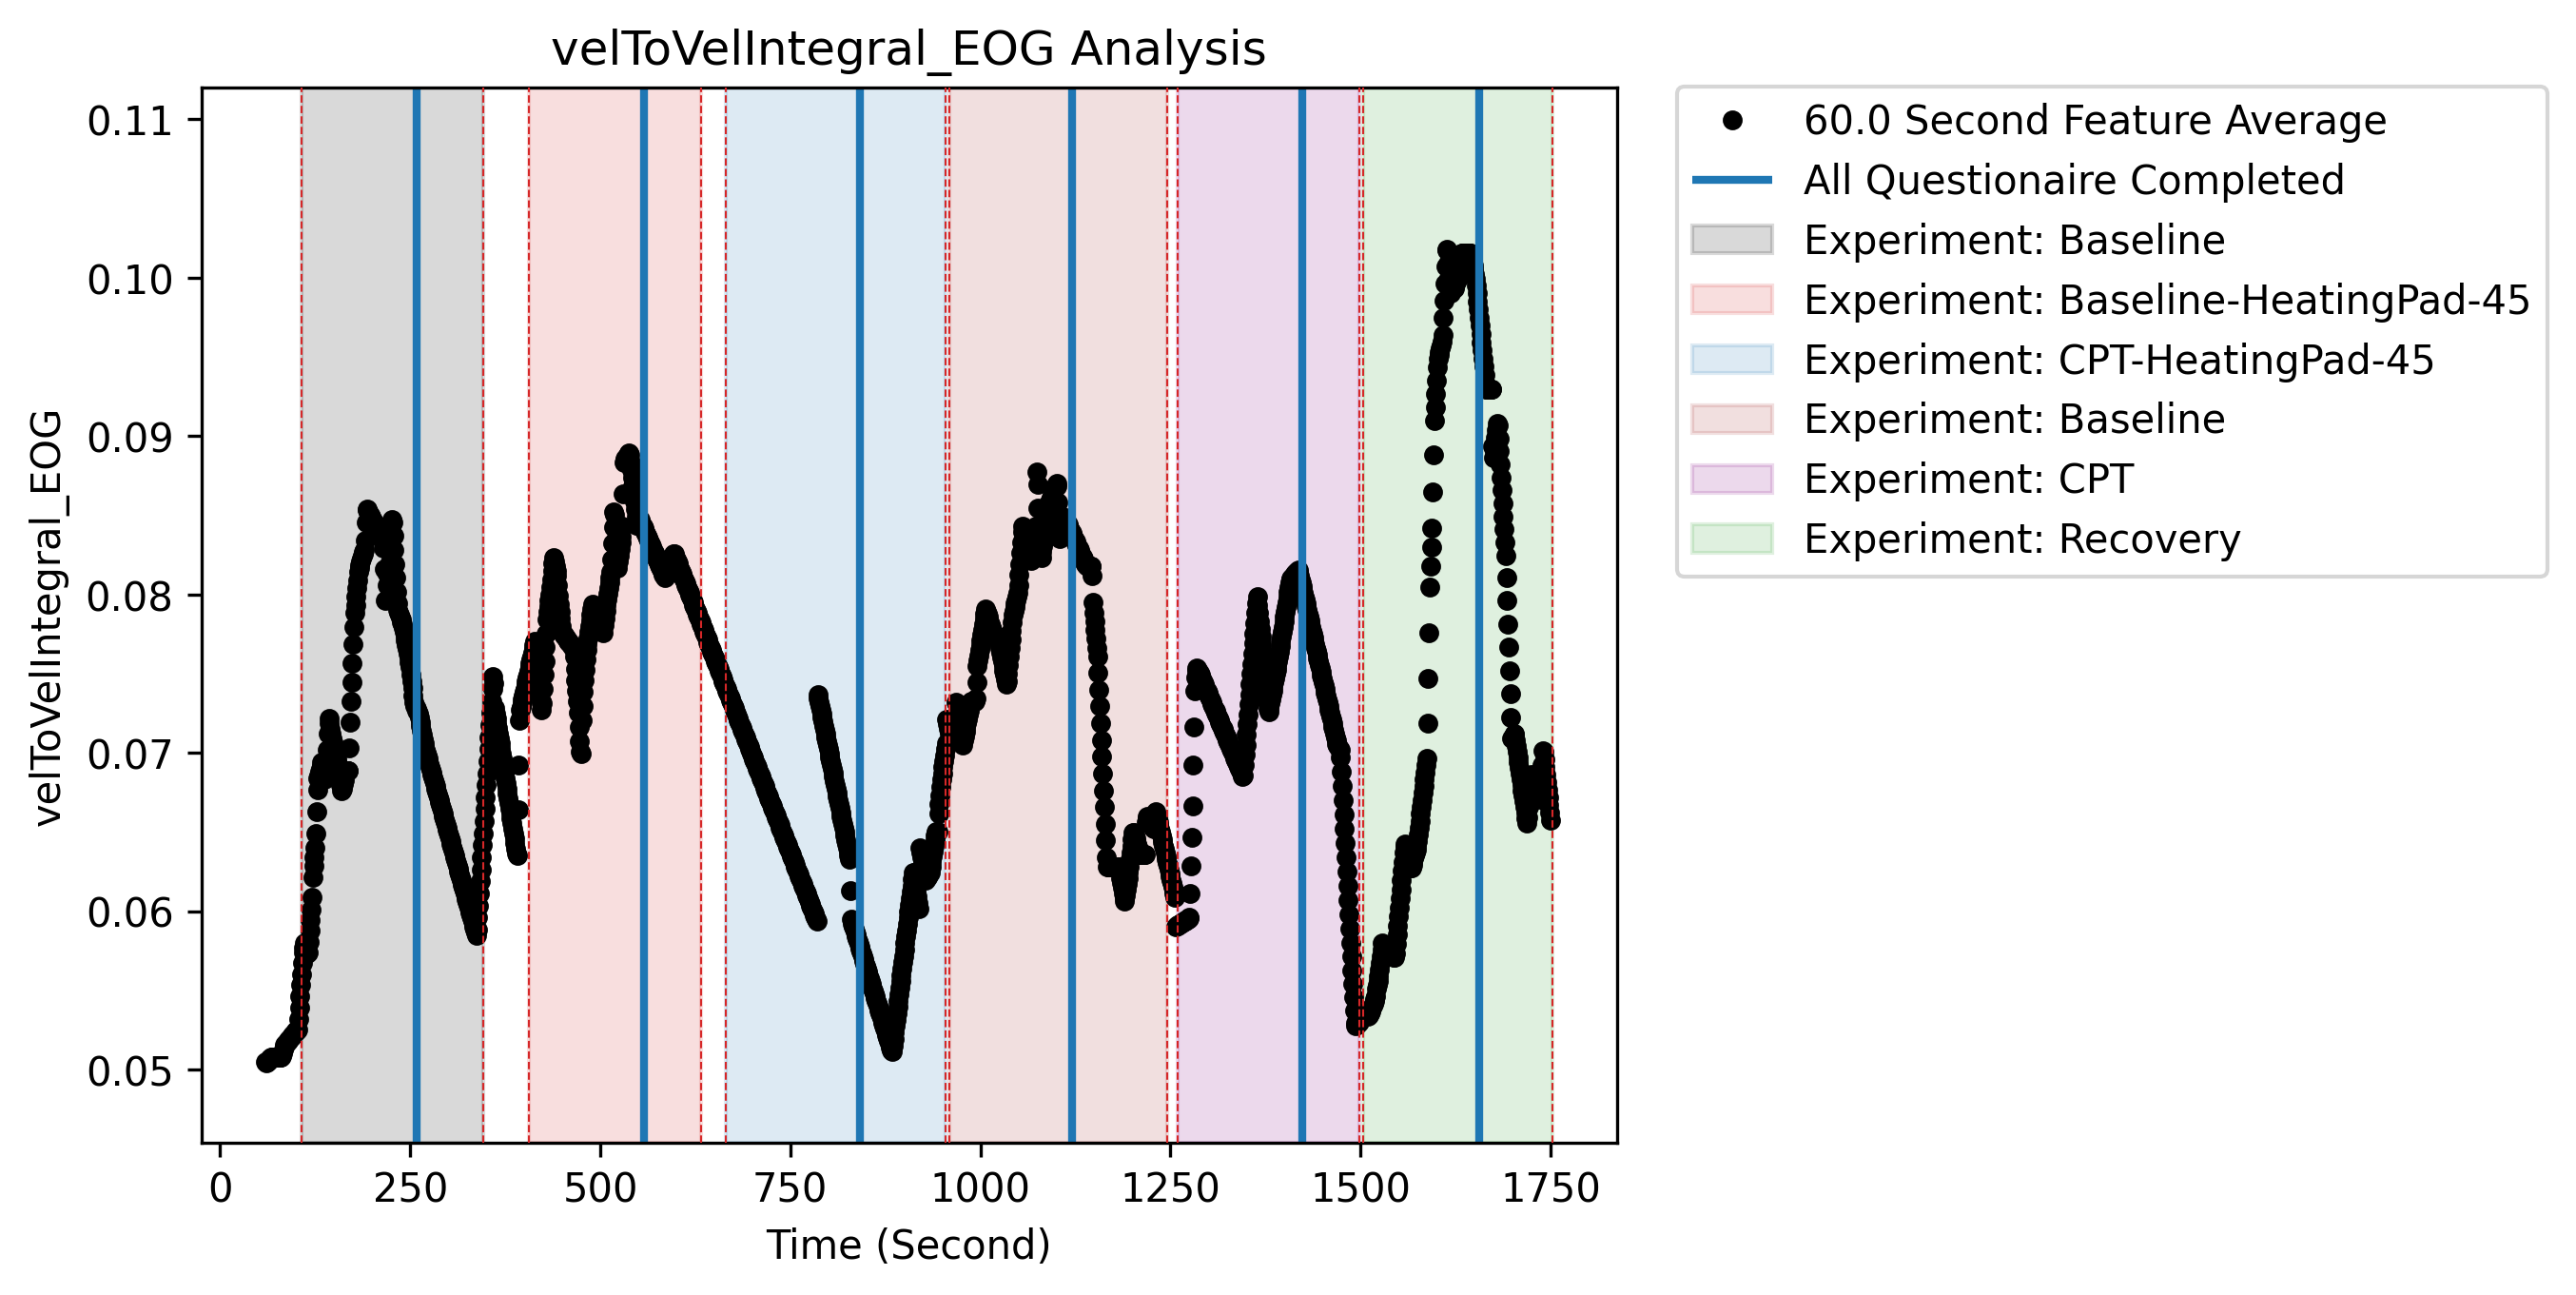 velToVelIntegral_EOG Analysis
velToVelIntegral_EOG
0.11
0.10
0.09
0.08
0.07
0.06
0.05
0 250 500 750 1000 1250 1500 1750
Time (Second)
60.0 Second Feature Average
All Questionaire Completed
Experiment: Baseline
Experiment: Baseline-HeatingPad-45
Experiment: CPT-HeatingPad-45
Experiment: Baseline
Experiment: CPT
Experiment: Recovery